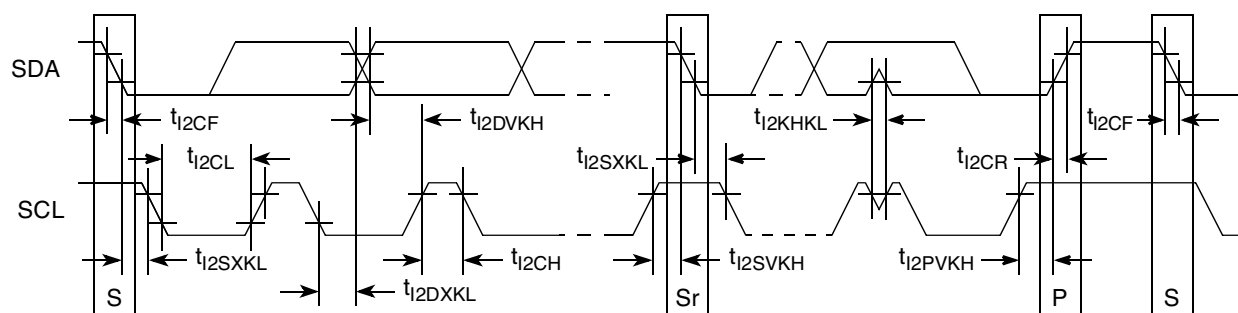 SDA
tI2CF
tI2DVKH
tI2KHKL
tI2CF
tI2CL
tI2SXKL
tI2CR
SCL
tI2SXKL
tI2CH
tI2SVKH
tI2PVKH
tI2DXKL
S
Sr
P
S